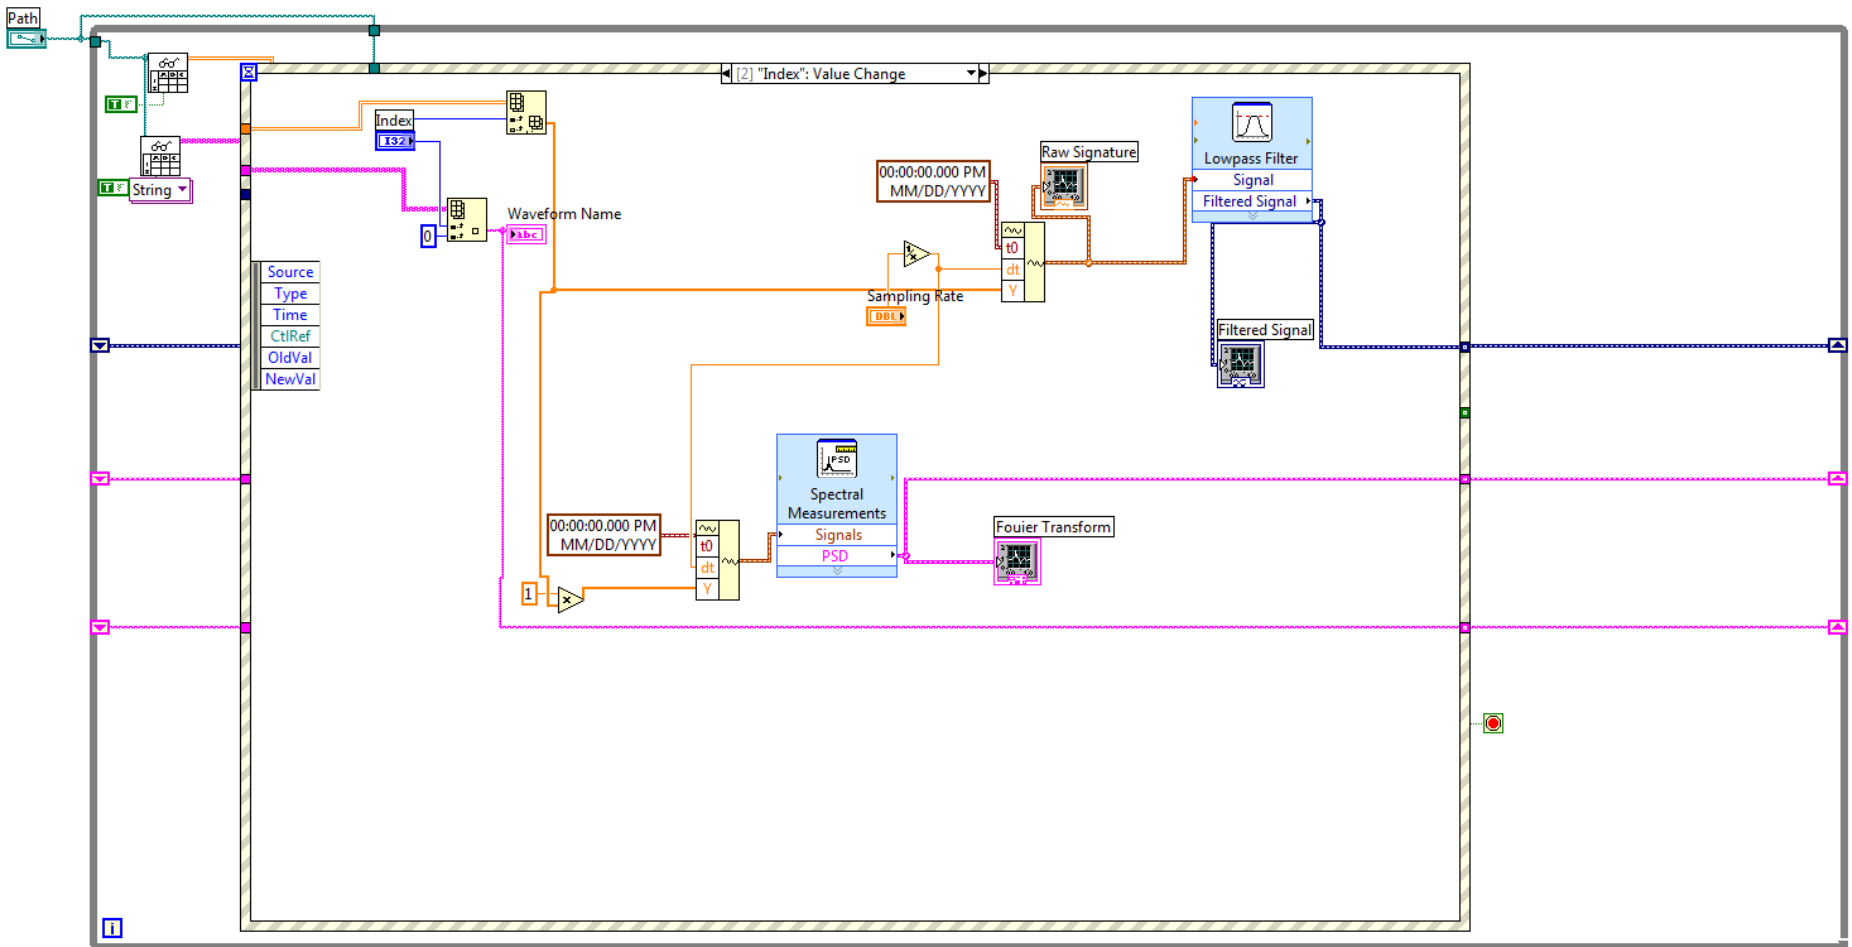 Path
[2] "Index": Value Change
T F
Index
I32
Lowpass Filter
Signal
Filtered Signal
Raw Signature
00:00:00.000 PM
MM/DD/YYYY
T F
String
0
Waveform Name
abc
t0
dt
Y
Source
Type
Time
CtlRef
OldVal
NewVal
Sampling Rate
DBL
Filtered Signal
PSD
Spectral
Measurements
Signals
PSD
00:00:00.000 PM
MM/DD/YYYY
t0
dt
Y
Fouier Transform
1
x
i